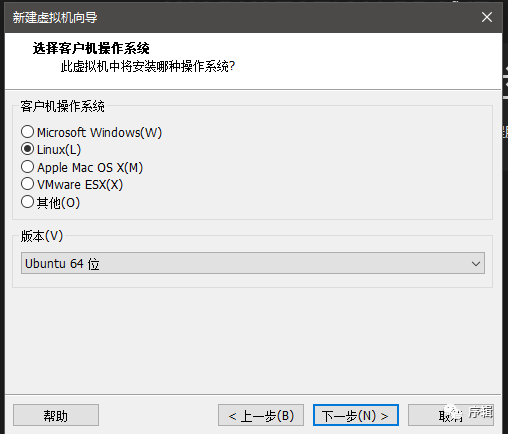 新建虚拟机向导
选择客户机操作系统
此虚拟机中将安装哪种操作系统?
客户机操作系统
Microsoft Windows(W)
Linux(L)
Apple Mac OS X(M)
VMware ESX(X)
其他(O)
版本(V)
Ubuntu 64 位
帮助
< 上一步(B)
下一步(N) >
取消
序辑